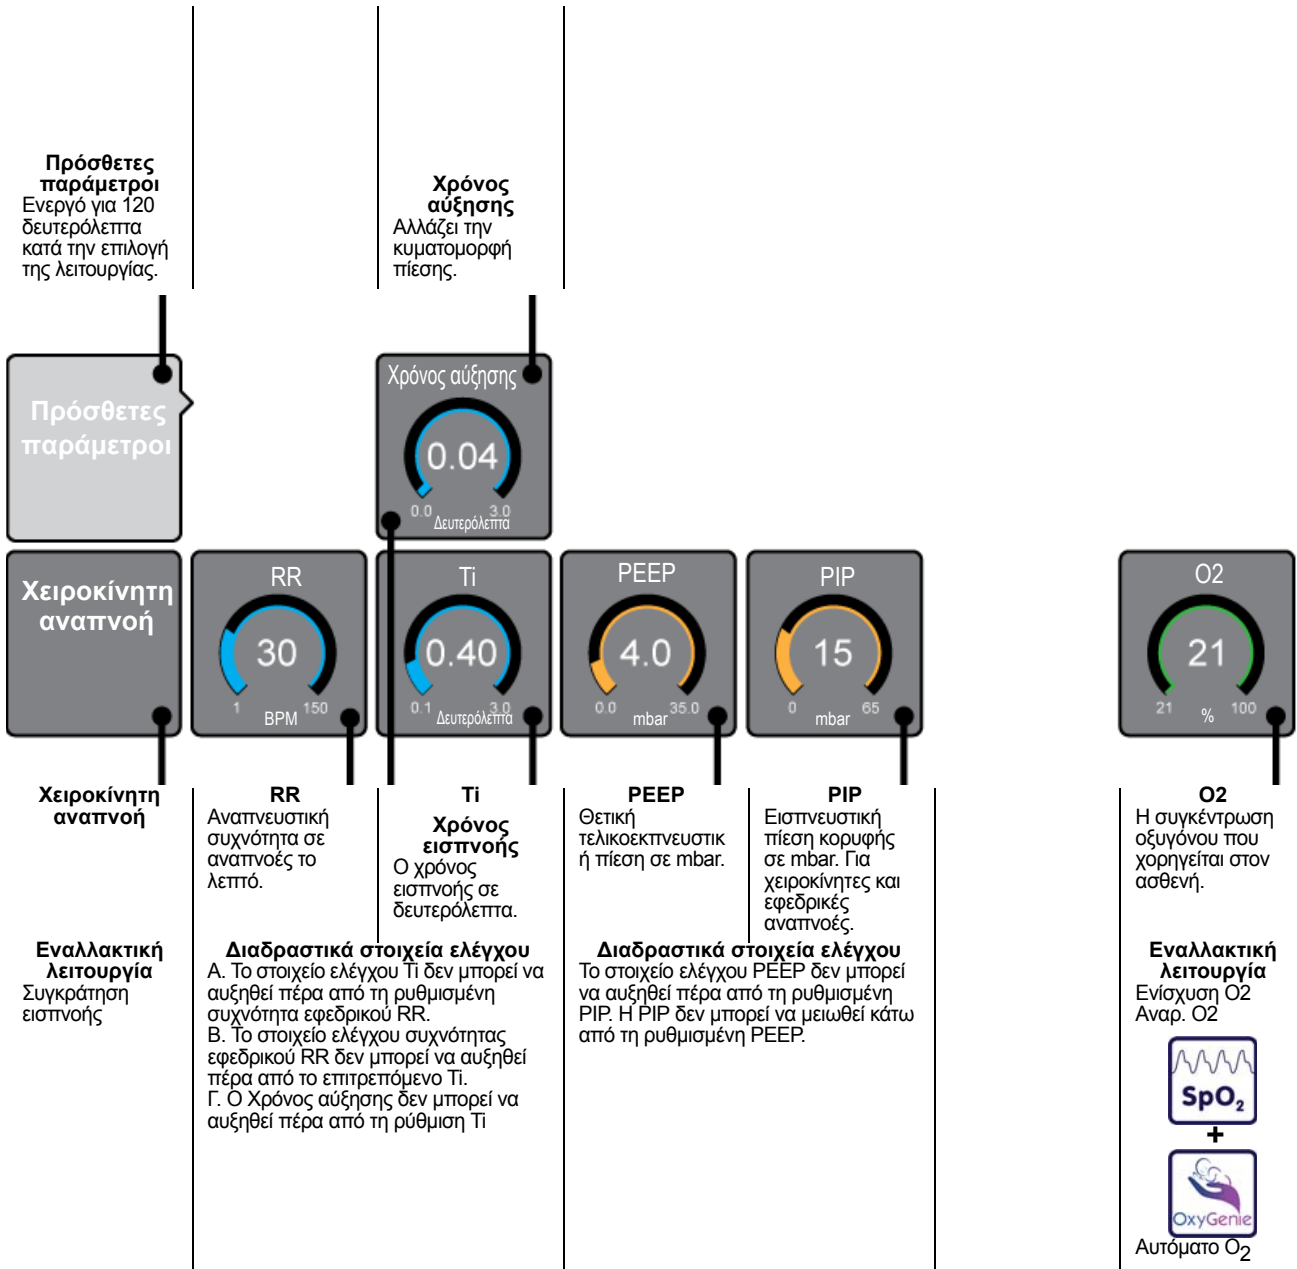 Πρόσθετες
παράμετροι
Ενεργό για 120
δευτερόλεπτα
κατά την επιλογή
της λειτουργίας.
Χρόνος
αύξησης
Αλλάζει την
κυματομορφή
πίεσης.
Πρόσθετες
παράμετροι
Χρόνος αύξησης
0.04
0.0
3.0
Δευτερόλεπτα
Χειροκίνητη
αναπνοή
RR
30
1
150
BPM
Ti
0.40
0.1
3.0
Δευτερόλεπτα
PEEP
4.0
0.0
35.0
mbar
PIP
15
0
65
mbar
O2
21
21
100
%
Χειροκίνητη
αναπνοή
RR
Αναπνευστική
συχνότητα σε
αναπνοές το
λεπτό.
Ti
Χρόνος
εισπνοής
Ο χρόνος
εισπνοής σε
δευτερόλεπτα.
PEEP
Θετική
τελικοεκπνευστικ
ή πίεση σε mbar.
PIP
Εισπνευστική
πίεση κορυφής
σε mbar. Για
χειροκίνητες και
εφεδρικές
αναπνοές.
O2
Η συγκέντρωση
οξυγόνου που
χορηγείται στον
ασθενή.
Εναλλακτική
λειτουργία
Συγκράτηση
εισπνοής
Διαδραστικά στοιχεία ελέγχου
Α. Το στοιχείο ελέγχου Ti δεν μπορεί να
αυξηθεί πέρα από τη ρυθμισμένη
συχνότητα εφεδρικού RR.
Β. Το στοιχείο ελέγχου συχνότητας
εφεδρικού RR δεν μπορεί να αυξηθεί
πέρα από το επιτρεπόμενο Ti.
Γ. Ο Χρόνος αύξησης δεν μπορεί να
αυξηθεί πέρα από τη ρύθμιση Ti
Διαδραστικά στοιχεία ελέγχου
Το στοιχείο ελέγχου PEEP δεν μπορεί
να αυξηθεί πέρα από τη ρυθμισμένη
PIP. Η PIP δεν μπορεί να μειωθεί κάτω
από τη ρυθμισμένη PEEP.
Εναλλακτική
λειτουργία
Ενίσχυση O2
Αναρ. O2
SpO2
+
OxyGenie
Αυτόματο O2